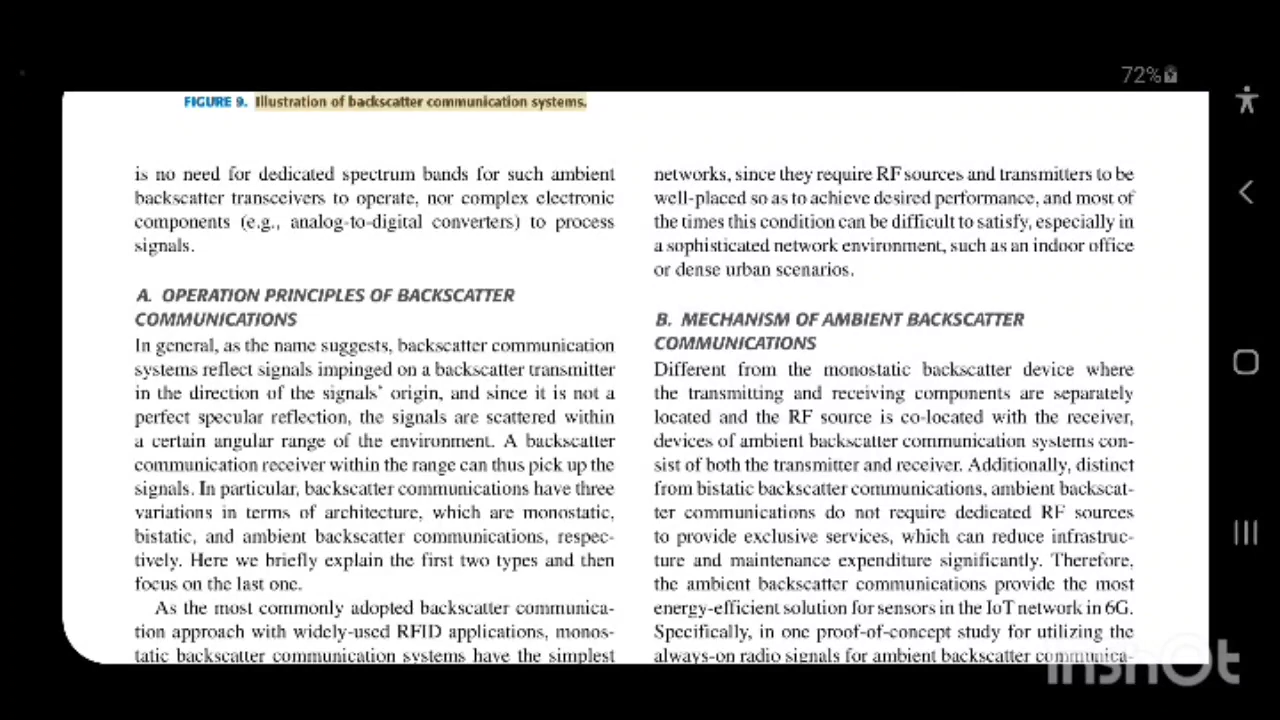 72%
FIGURE 9. Illustration of backscatter communication systems.
is no need for dedicated spectrum bands for such ambient
backscatter transceivers to operate, nor complex electronic
components (e.g., analog-to-digital converters) to process
signals.
A. OPERATION PRINCIPLES OF BACKSCATTER
COMMUNICATIONS
In general, as the name suggests, backscatter communication
systems reflect signals impinged on a backscatter transmitter
in the direction of the signals' origin, and since it is not a
perfect specular reflection, the signals are scattered within
a certain angular range of the environment. A backscatter
communication receiver within the range can thus pick up the
signals. In particular, backscatter communications have three
variations in terms of architecture, which are monostatic,
bistatic, and ambient backscatter communications, respec-
tively. Here we briefly explain the first two types and then
focus on the last one.
As the most commonly adopted backscatter communica-
tion approach with widely-used RFID applications, monos-
tatic backscatter communication systems have the simplest
networks, since they require RF sources and transmitters to be
well-placed so as to achieve desired performance, and most of
the times this condition can be difficult to satisfy, especially in
a sophisticated network environment, such as an indoor office
or dense urban scenarios.
B. MECHANISM OF AMBIENT BACKSCATTER
COMMUNICATIONS
Different from the monostatic backscatter device where
the transmitting and receiving components are separately
located and the RF source is co-located with the receiver,
devices of ambient backscatter communication systems con-
sist of both the transmitter and receiver. Additionally, distinct
from bistatic backscatter communications, ambient backscat-
ter communications do not require dedicated RF sources
to provide exclusive services, which can reduce infrastruc-
ture and maintenance expenditure significantly. Therefore,
the ambient backscatter communications provide the most
energy-efficient solution for sensors in the IoT network in 6G.
Specifically, in one proof-of-concept study for utilizing the
always-on radio signals for ambient backscatter communica-
InShOt